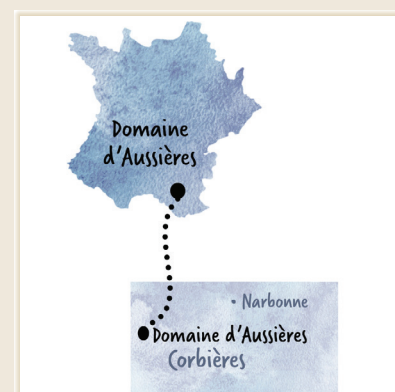 Domaine
d'Aussières
Narbonne
Domaine d'Aussières
Corbières